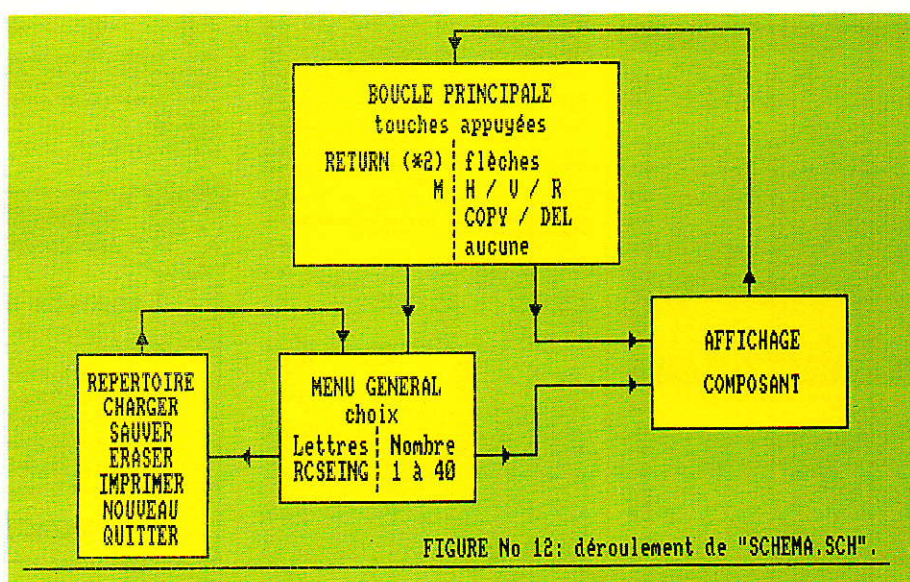 BOUCLE PRINCIPALE
touches appuyées
RETURN (*2) flèches
M H / V / R
COPY / DEL
aucune
AFFICHAGE
COMPOSANT
REPERTOIRE
CHARGER
SAUVER
ERASER
IMPRIMER
NOUVEAU
QUITTER
MENU GENERAL
choix
Lettres Nombre
RCSEING 1 à 40
FIGURE No 12: déroulement de "SCHEMA.SCH".